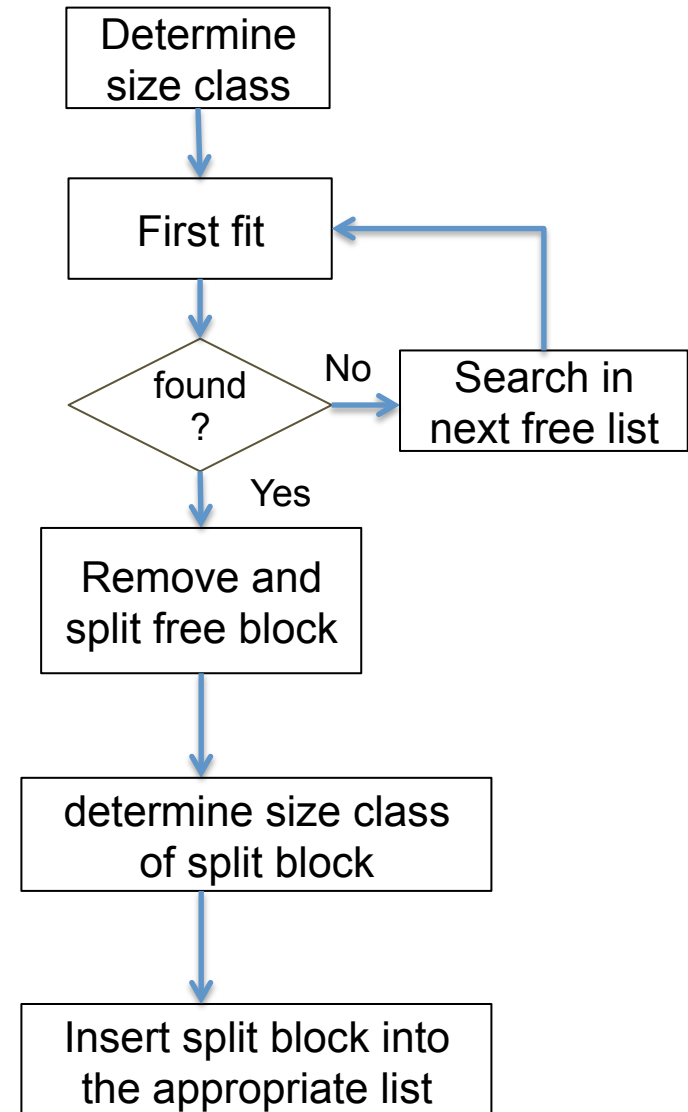 Determine
size class
First fit
found
?
No
Search in
next free list
Yes
Remove and
split free block
determine size class
of split block
Insert split block into
the appropriate list